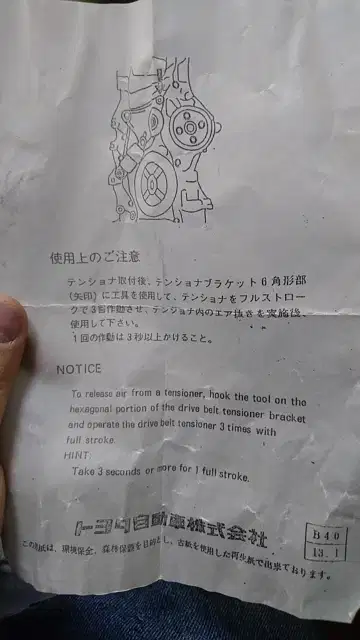 使用上のご注意
テンショナ取付後、テンショナブラケット6角形部
(矢印)に工具を使用して、テンショナをフルストロー
クで3回作動させ、テンショナ内のエア抜きを実施後、
使用して下さい。
1回の作動は3秒以上かけること。
NOTICE
To release air from a tensioner, hook the tool on the
hexagonal portion of the drive belt tensioner bracket
and operate the drive belt tensioner 3 times with
full stroke.
HINT
Take 3 seconds or more for 1 full stroke.
トヨタ自動車株式会社
この用紙は、環境保全、森林保護を目的とし、古紙を使用した再生紙で出来ております。
B40
13.1